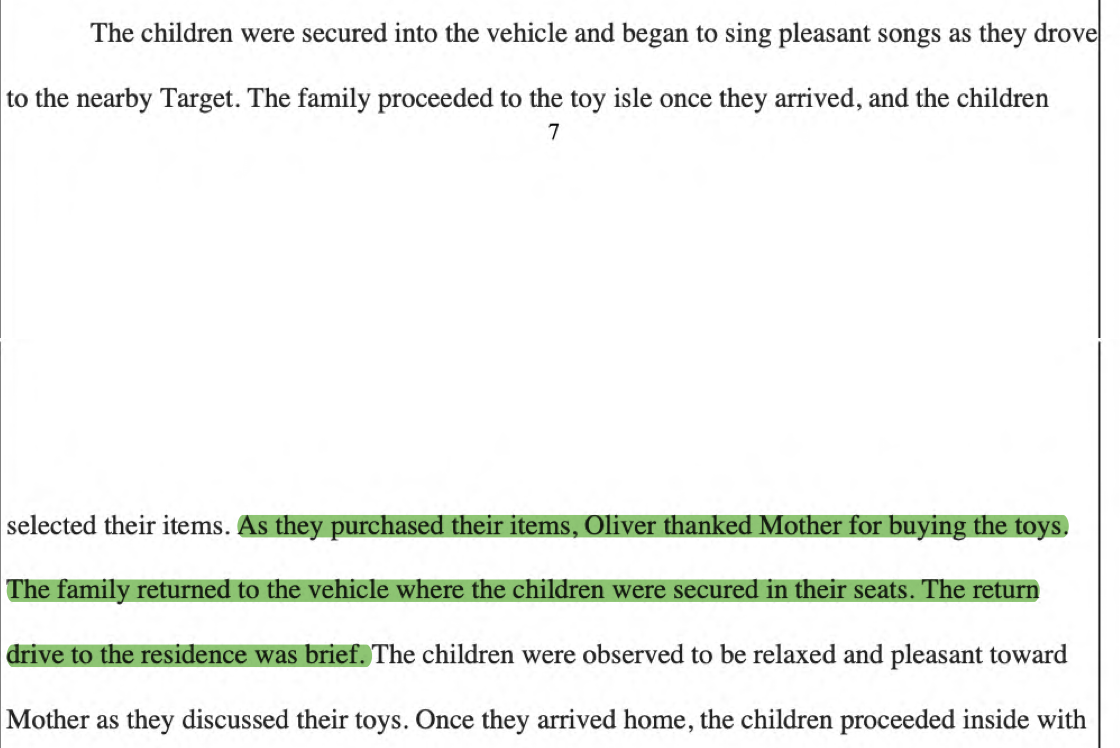 The children were secured into the vehicle and began to sing pleasant songs as they drove
to the nearby Target. The family proceeded to the toy isle once they arrived, and the children
7
selected their items. As they purchased their items, Oliver thanked Mother for buying the toys.
The family returned to the vehicle where the children were secured in their seats. The return
drive to the residence was brief. The children were observed to be relaxed and pleasant toward
Mother as they discussed their toys. Once they arrived home, the children proceeded inside with